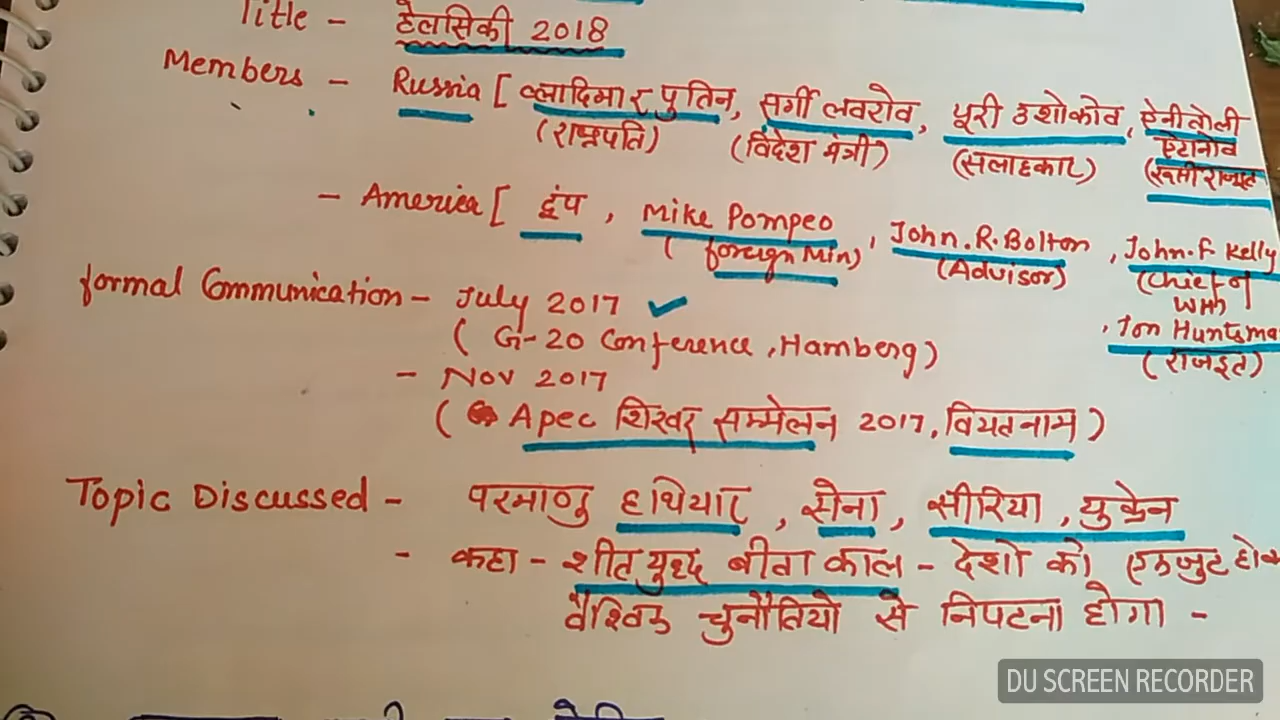 Title - हेलसिकी 2018
Members - Russia [ व्लादिमार पुतिन, सर्गी लवरोव, यूरी उशोकोव, ऐनीतोली
(राष्ट्रपति) (विदेश मंत्री) (सलाहकार) ऐटानोव
- America [ ट्रंप , Mike Pompeo , John.R.Bolton , John.F Kelly
(foreign Min) (Advisor) (Chief of
WH)
formal Communication - July 2017 ✓
, Jon Huntsma
( G-20 Conference, Hamberg)
(राजदूत)
- Nov 2017
( Apec शिखर सम्मेलन 2017, वियतनाम )
Topic Discussed - परमाणु हथियार , सेना, सीरिया , युक्रेन
- कहा - शीत युद्ध बीता काल - देशो को एकजुट होक
वैश्विक चुनौतियो से निपटना होगा -
DU SCREEN RECORDER